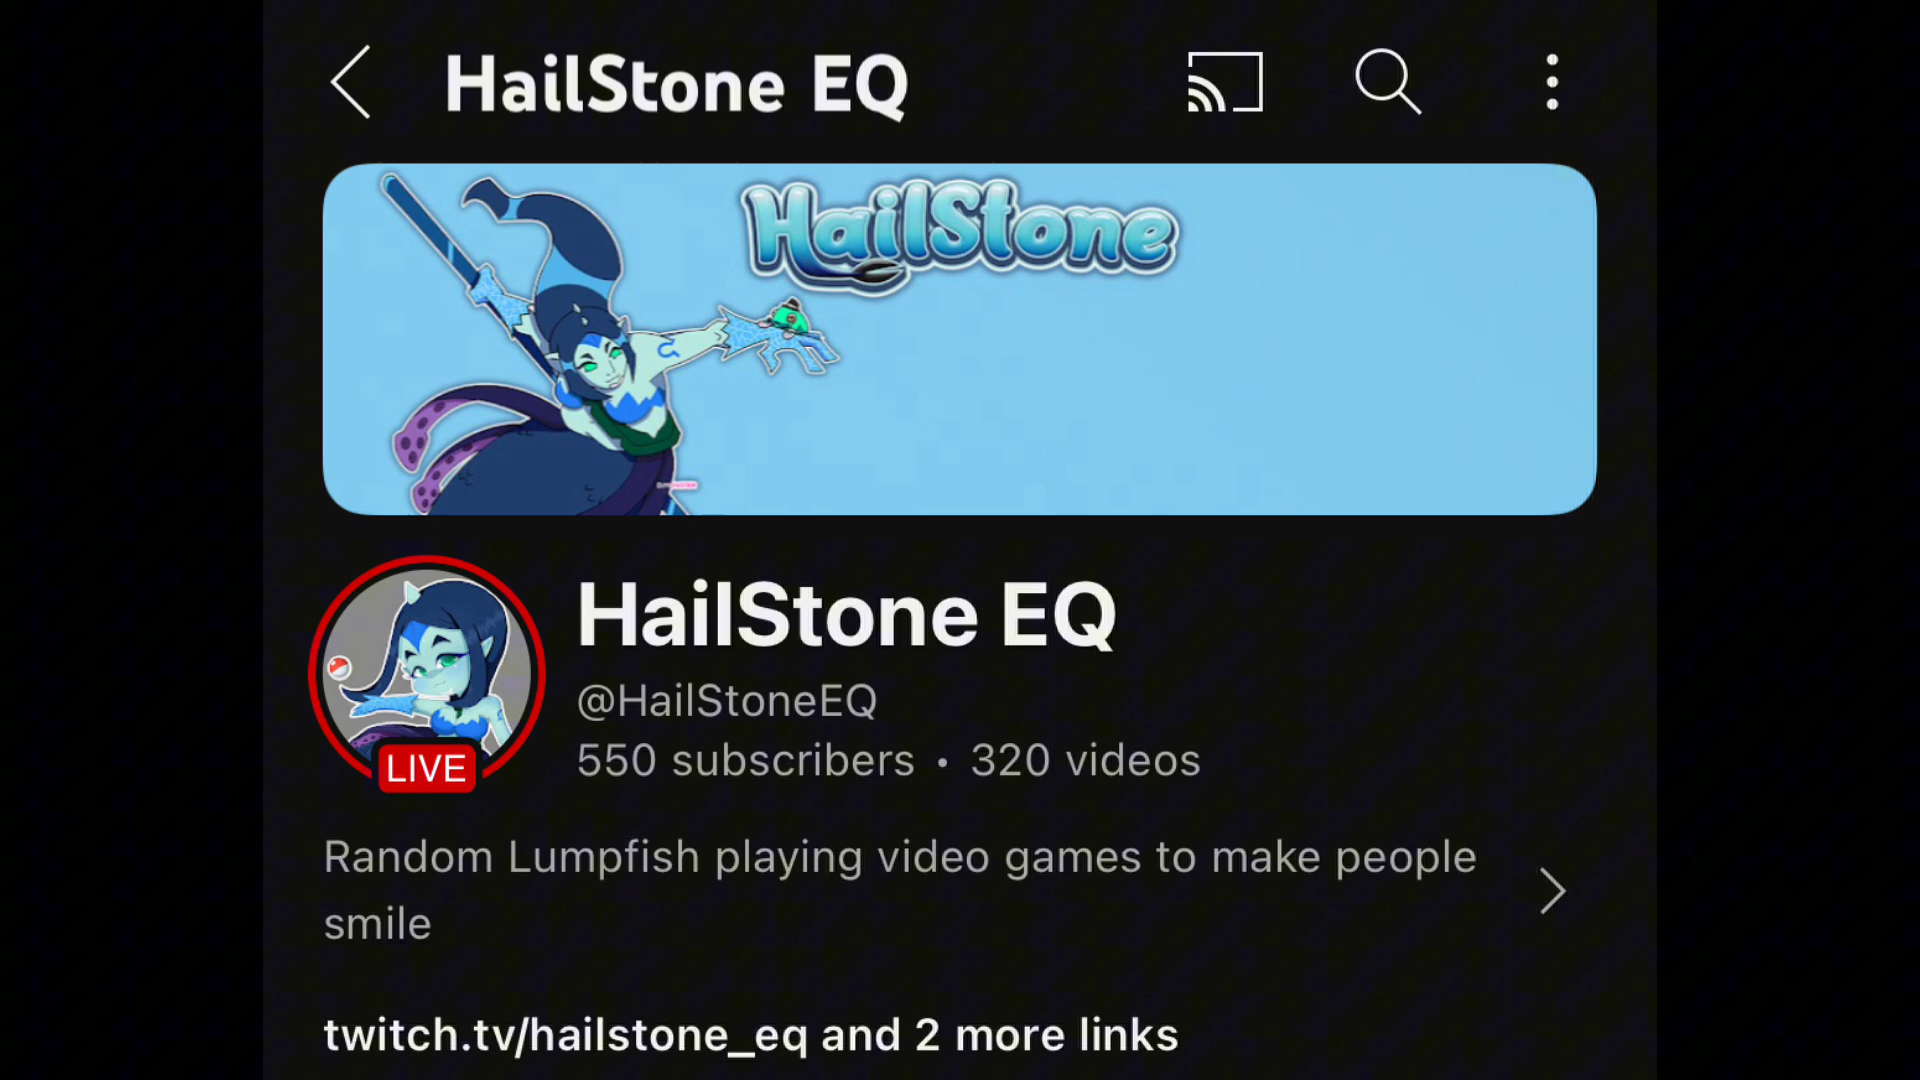 HailStone EQ
HailStone
HailStone EQ
@HailStoneEQ
550 subscribers • 320 videos
LIVE
Random Lumpfish playing video games to make people
smile
twitch.tv/hailstone_eq and 2 more links